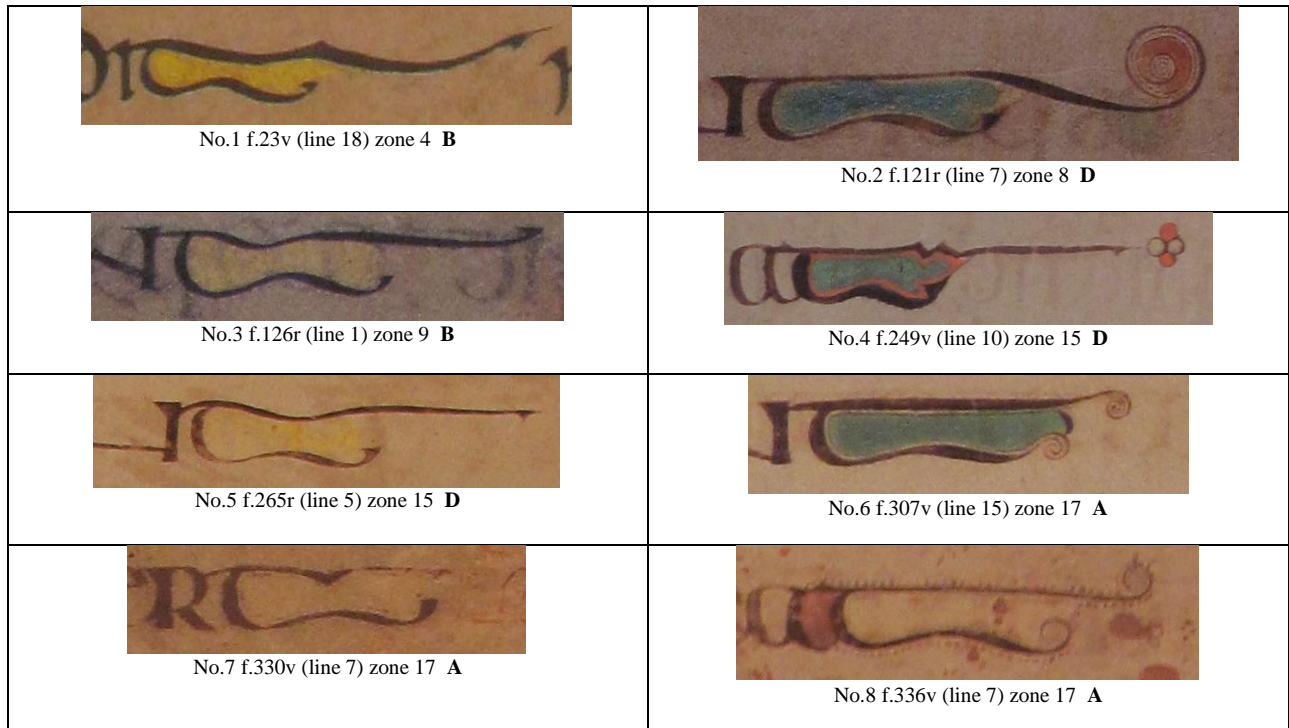 No.1 f.23v (line 18) zone 4 B
No.2 f.121r (line 7) zone 8 D
No.3 f.126r (line 1) zone 9 B
No.4 f.249v (line 10) zone 15 D
No.5 f.265r (line 5) zone 15 D
No.6 f.307v (line 15) zone 17 A
No.7 f.330v (line 7) zone 17 A
No.8 f.336v (line 7) zone 17 A